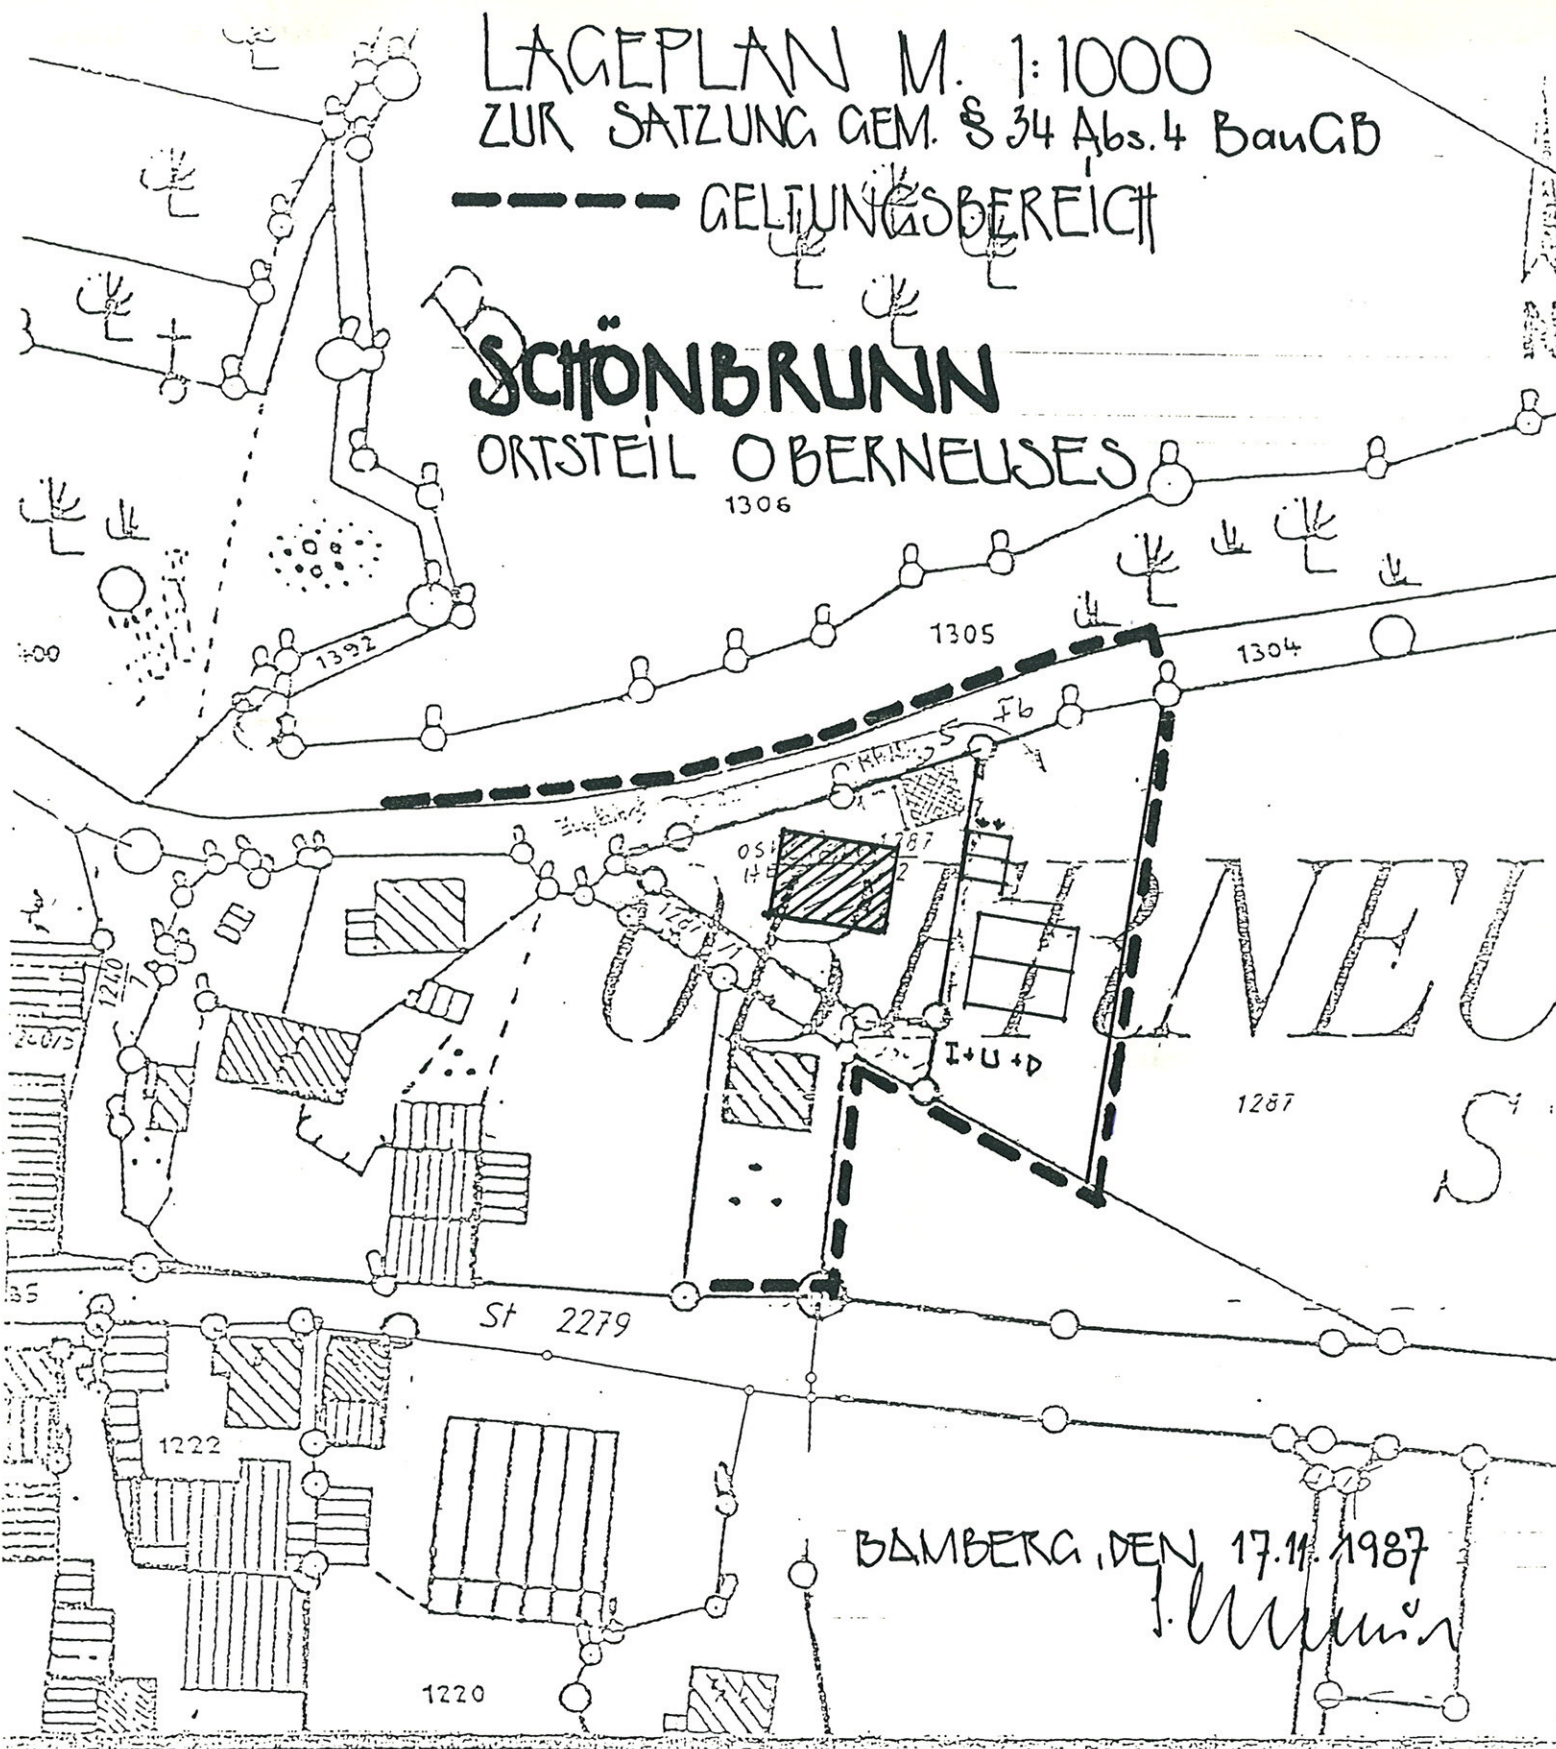 LAGEPLAN M. 1:1000
ZUR SATZUNG GEM. § 34 Abs. 4 BauGB
GELTUNGSBEREICH
SCHÖNBRUNN
ORTSTEIL OBERNEUSES
1306
1305
1304
1392
1287
I+U+D
1287
S
St 2279
1222
1220
BAMBERG, DEN 17.11.1987